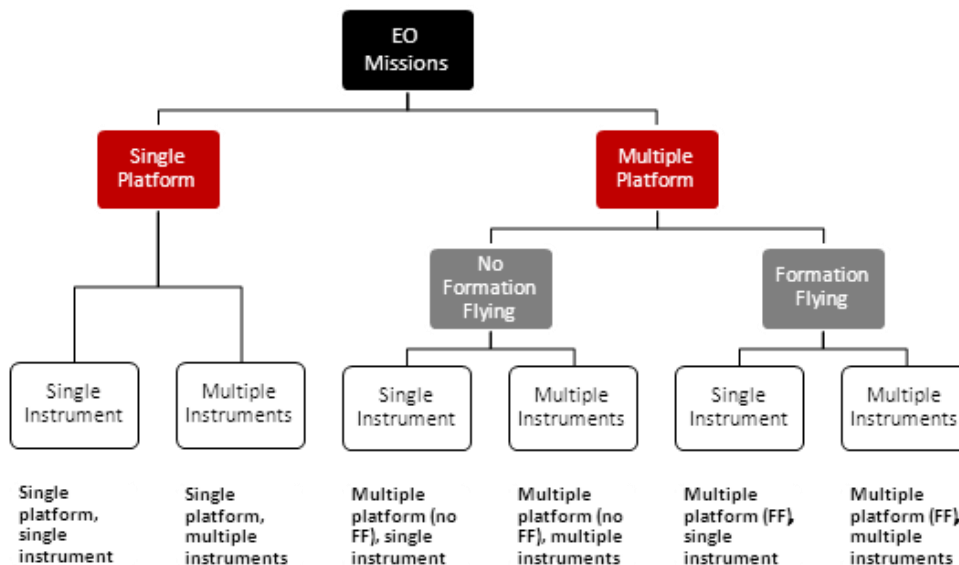 EO
Missions
Single
Platform
Multiple
Platform
No
Formation
Flying
Formation
Flying
Single
Instrument
Multiple
Instruments
Single
Instrument
Multiple
Instruments
Single
Instrument
Multiple
Instruments
Single
platform,
single
instrument
Single
platform,
multiple
instruments
Multiple
platform (no
FF), single
instrument
Multiple
platform (no
FF), multiple
instruments
Multiple
platform (FF),
single
instrument
Multiple
platform (FF),
multiple
instruments